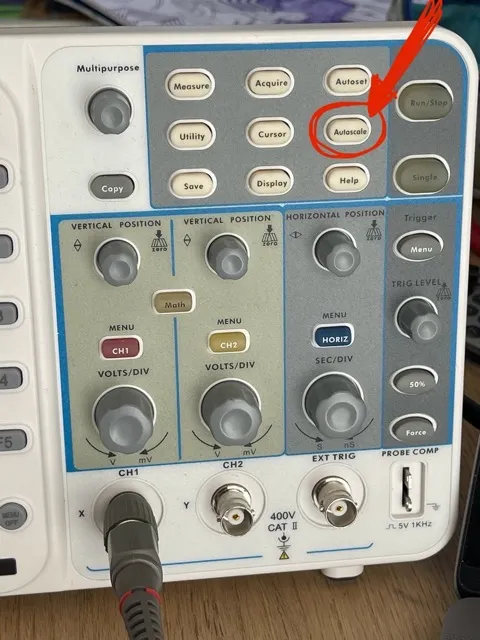 Multipurpose
Measure
Acquire
Autoset
Run/Stop
Utility
Cursor
Autoscale
Copy
Save
Display
Help
Single
VERTICAL POSITION
VERTICAL POSITION
HORIZONTAL POSITION
Trigger
Menu
ZERO
ZERO
ZERO
TRIG LEVEL
ZERO
Math
MENU
MENU
MENU
CH1
CH2
HORIZ
VOLTS/DIV
VOLTS/DIV
SEC/DIV
4
50%
F5
V mV
V mV
S nS
Force
CH1
CH2
EXT TRIG
PROBE COMP
X
Y
MENU
OFF
400V
CAT II
5V 1KHz